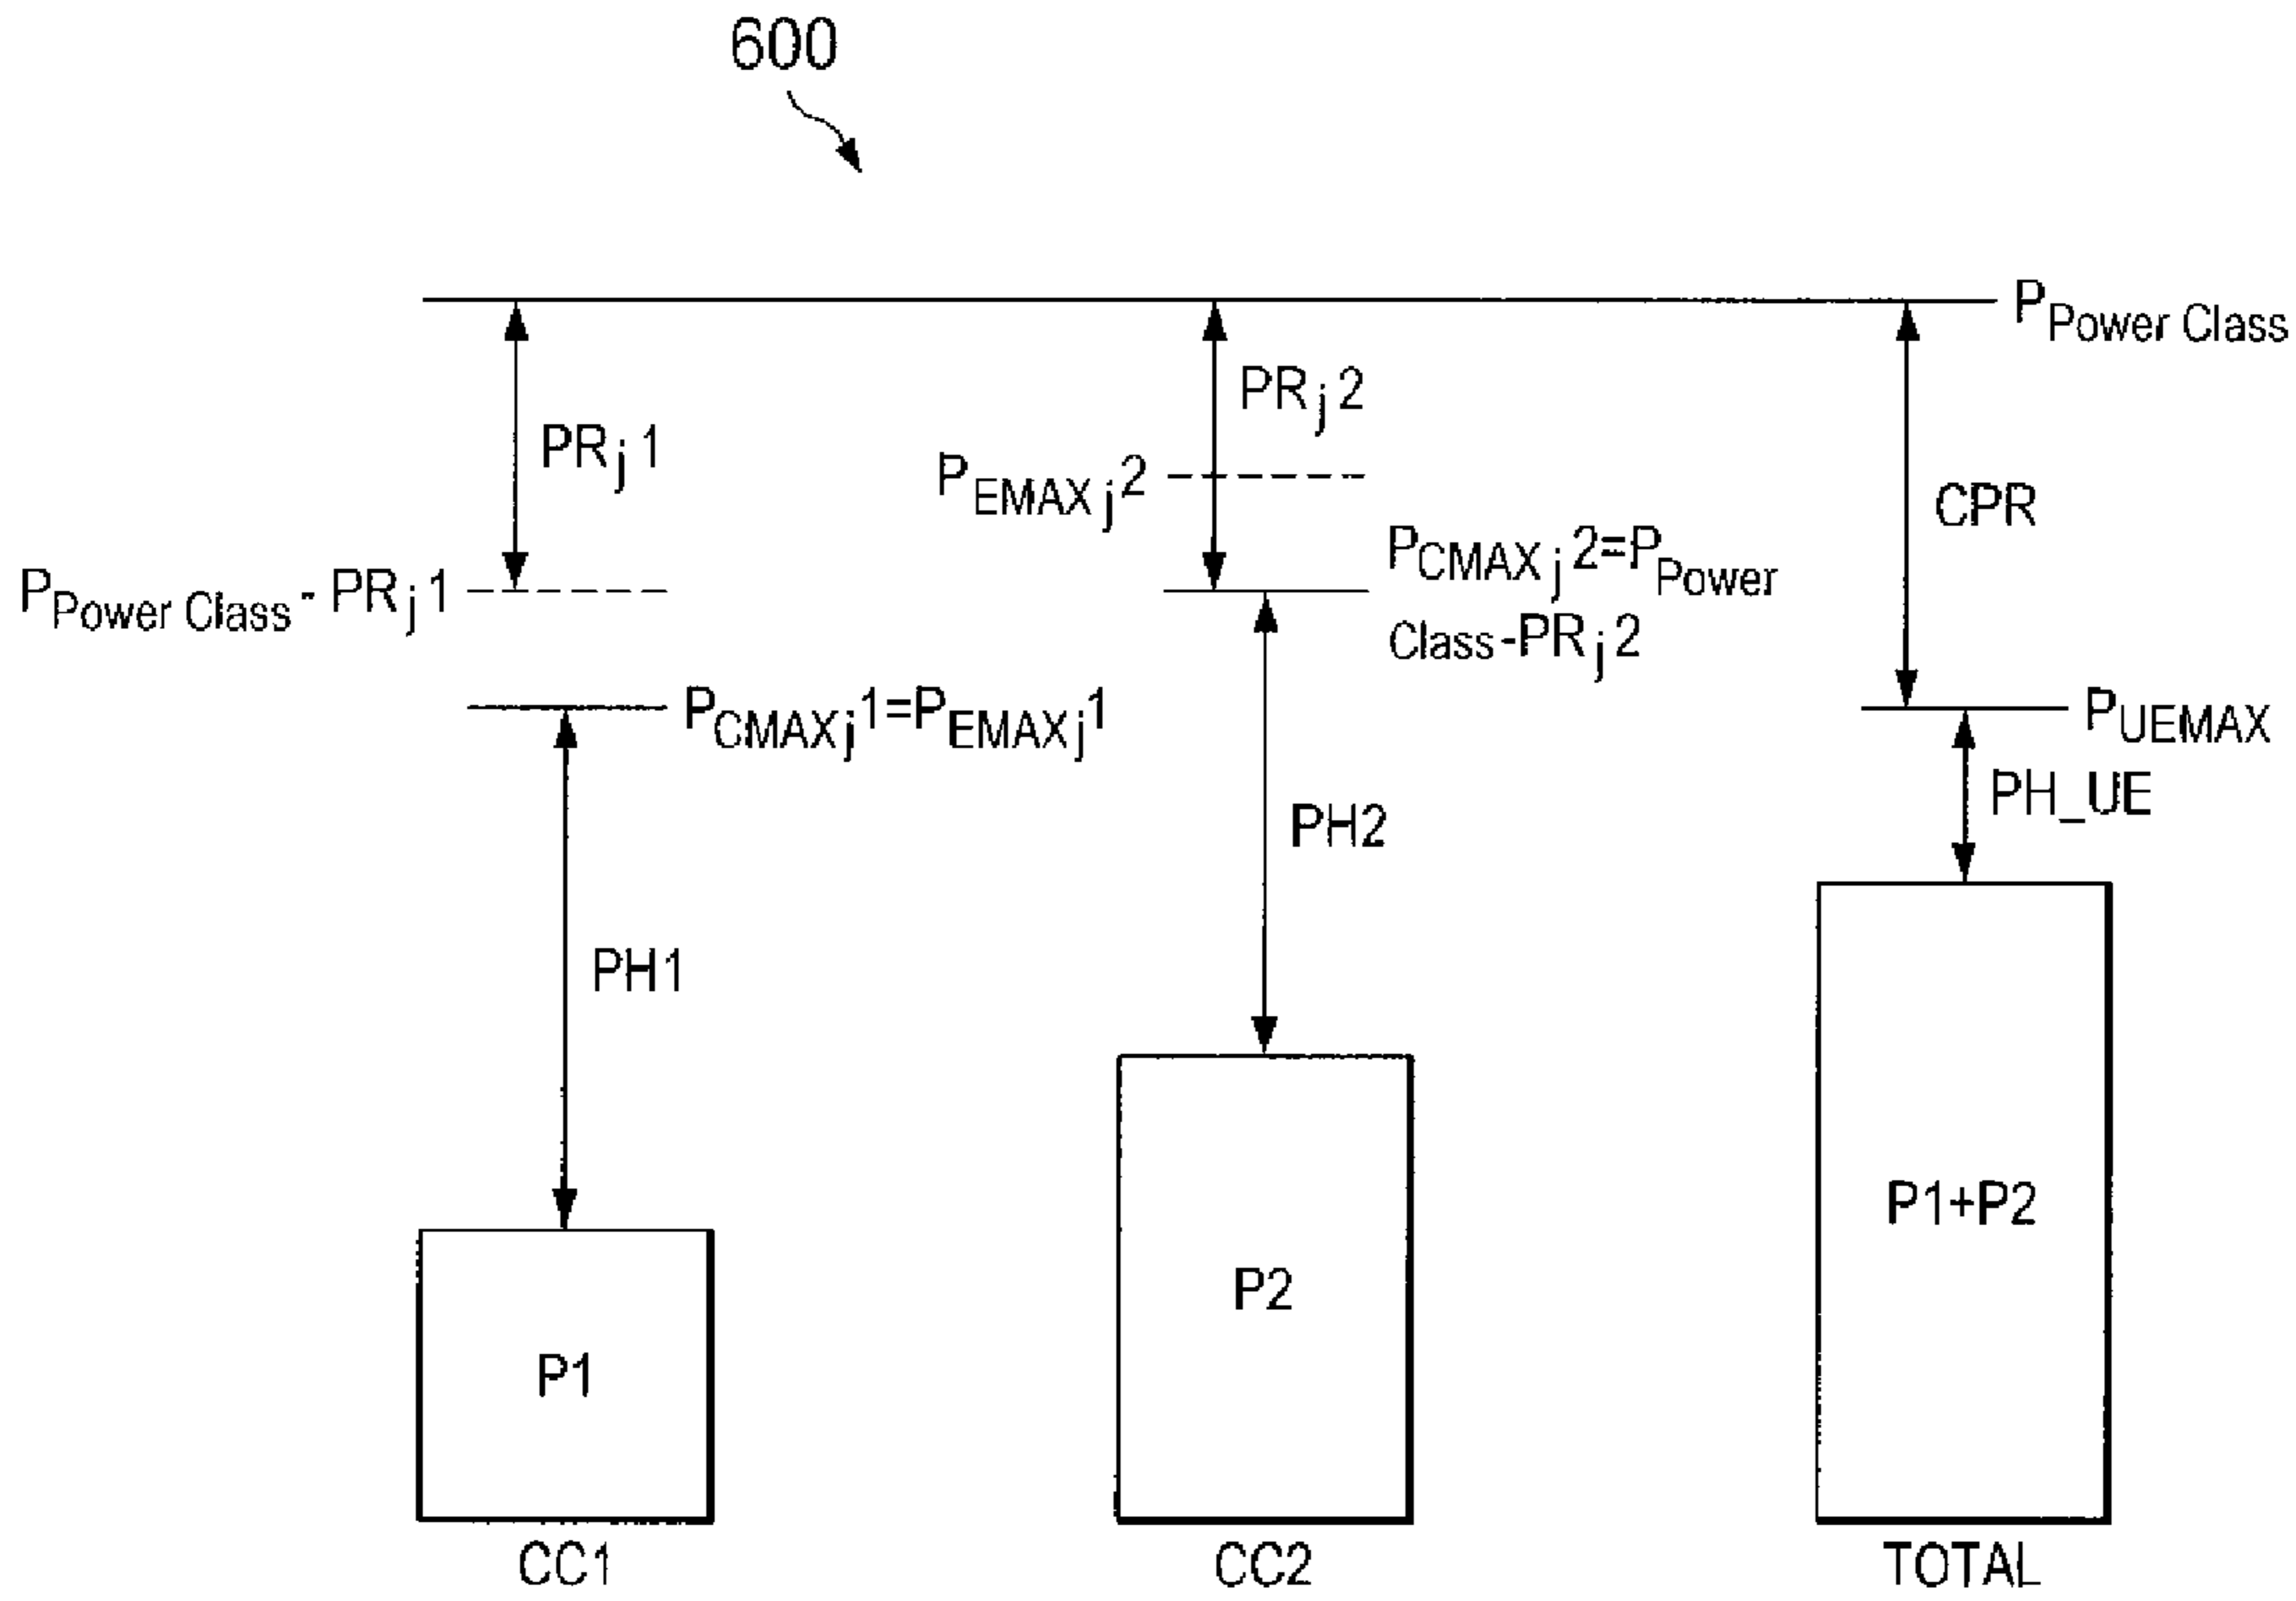 600
P Power Class
PRj2
PRj1
PEMAXj2
CPR
PCMAXj2=PPower
Class-PRj2
PPower Class - PRj1
PCMAXj1=PEMAXj1
PUEMAX
PH_UE
PH2
PH1
P1+P2
P2
P1
CC1
CC2
TOTAL